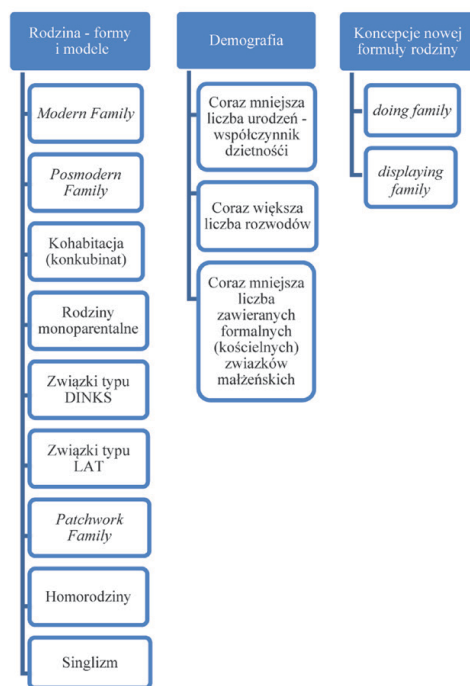 Rodzina - formy
i modele
Modern Family
Posmodern
Family
Kohabitacja
(konkubinat)
Rodziny
monoparentalne
Związki typu
DINKS
Związki typu
LAT
Patchwork
Family
Homorodziny
Singlizm
Demografia
Coraz mniejsza
liczba urodzeń -
współczynnik
dzietnośći
Coraz większa
liczba rozwodów
Coraz mniejsza
liczba
zawieranych
formalnych
(kościelnych)
zwiazków
małżeńskich
Koncepcje nowej
formuły rodziny
doing family
displaying
family